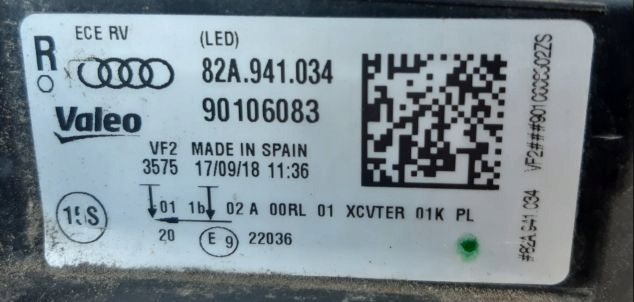 ECE RV
R
(LED)
82A.941.034
Valeo
90106083
VF2 MADE IN SPAIN
3575 17/09/18 11:36
15S
01 1b 02 A 00RL 01 XCVTER 01K PL
20 E9 22036